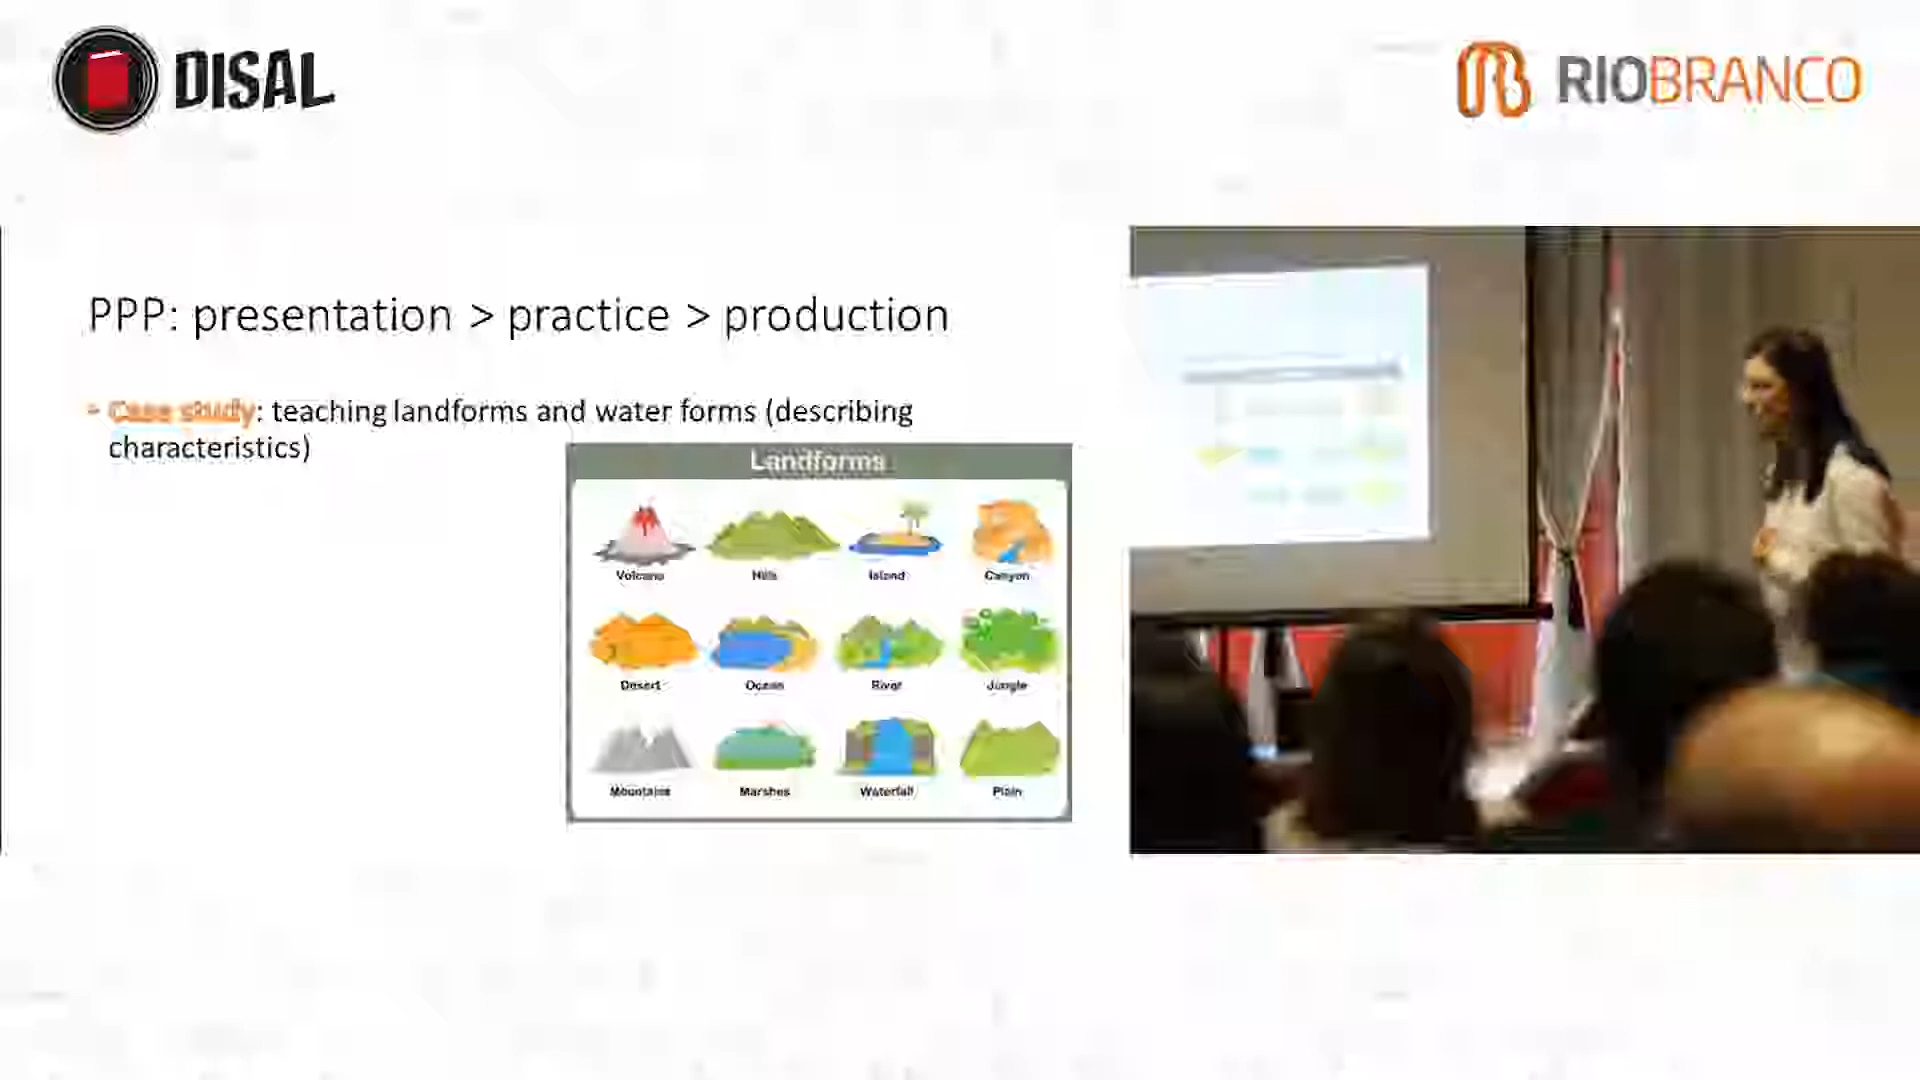 DISAL
RIOBRANCO
PPP: presentation > practice > production
- Case study: teaching landforms and water forms (describing
characteristics)
Landforms
Volcano Hills Island Canyon
Desert Ocean River Jungle
Mountains Marshes Waterfall Plain